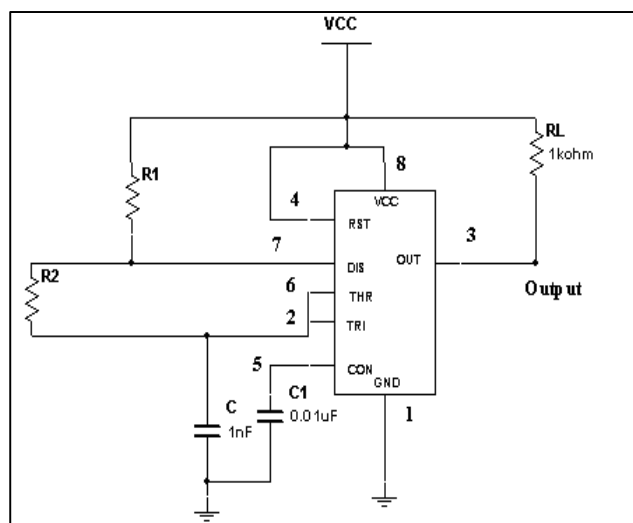 VCC
RL
1kohm
R1
8
VCC
4
RST
3
7
DIS
OUT
R2
6
THR
Output
2
TRI
5
CON
C1
GND
C
0.01uF
1
1nF